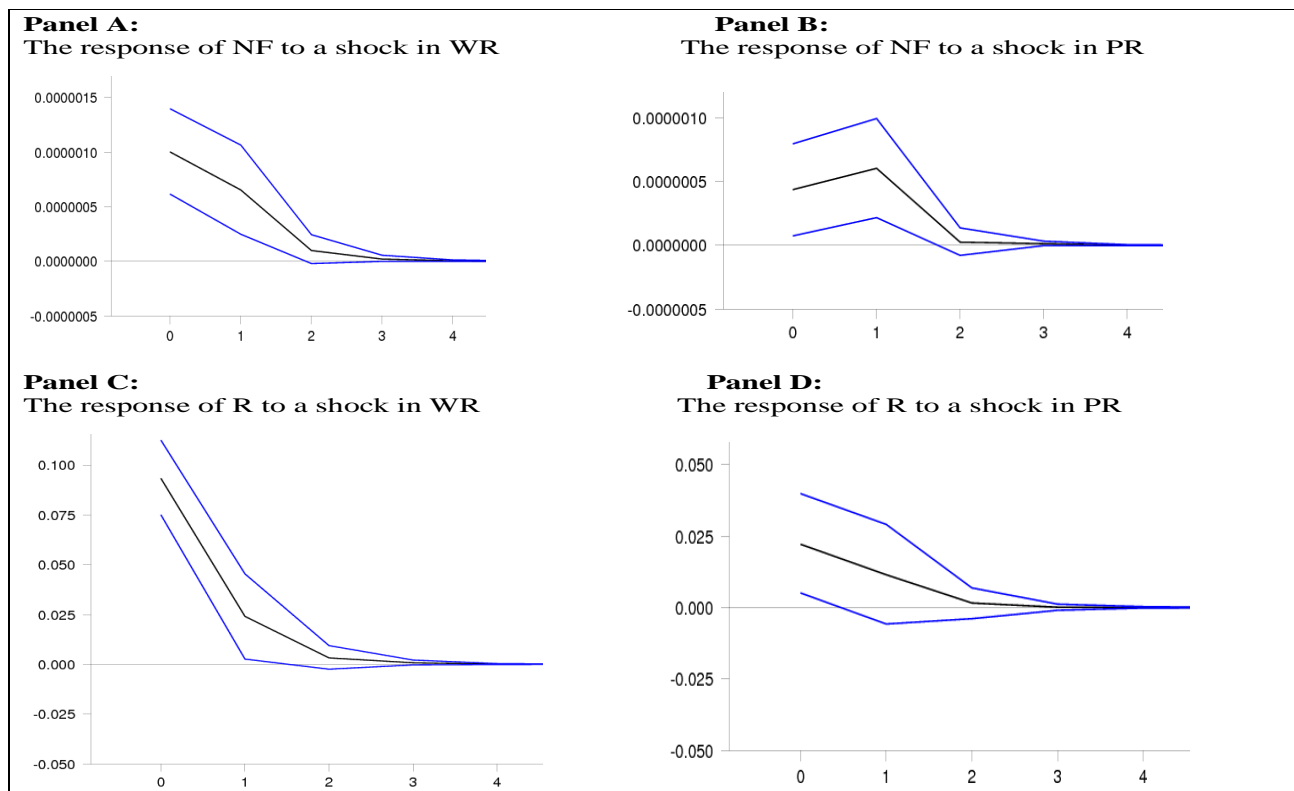 Panel A:
The response of NF to a shock in WR
0.0000015
0.0000010
0.0000005
0.0000000
-0.0000005
0 1 2 3 4
Panel B:
The response of NF to a shock in PR
0.0000010
0.0000005
0.0000000
-0.0000005
0 1 2 3 4
Panel C:
The response of R to a shock in WR
0.100
0.075
0.050
0.025
0.000
-0.025
-0.050
0 1 2 3 4
Panel D:
The response of R to a shock in PR
0.050
0.025
0.000
-0.025
-0.050
0 1 2 3 4